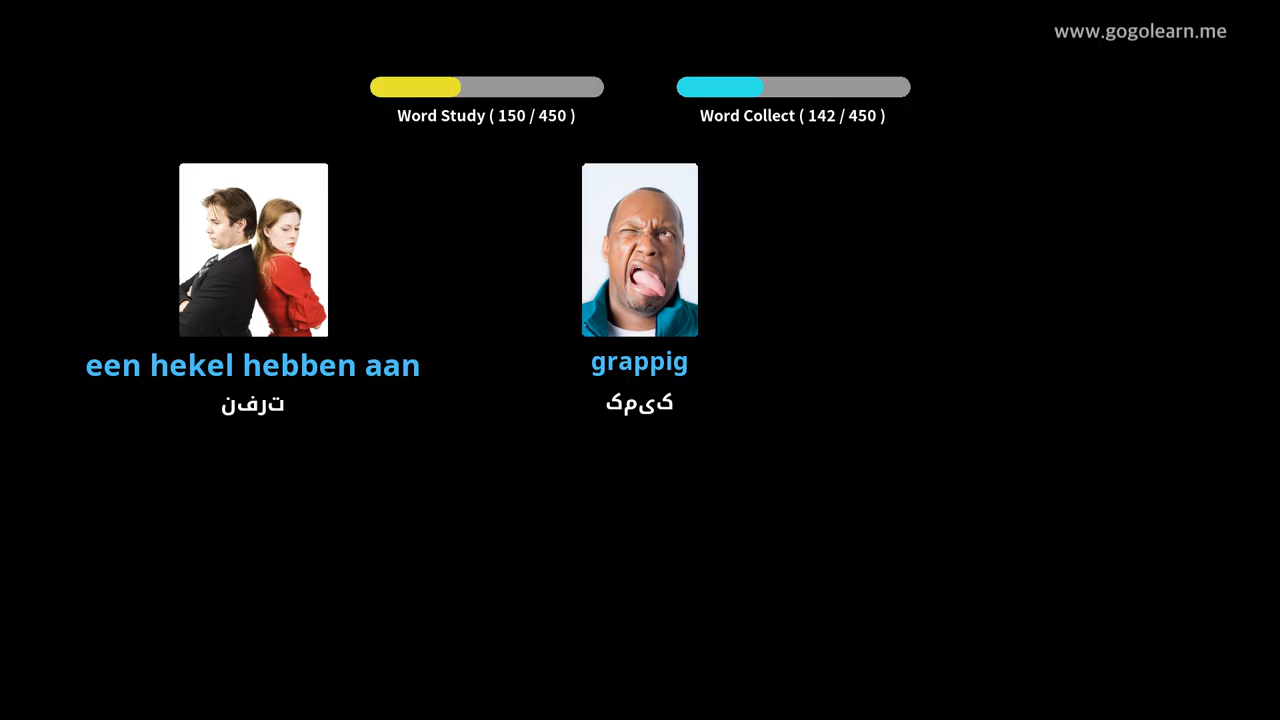 www.gogolearn.me
Word Study ( 150 / 450 )
Word Collect ( 142 / 450 )
een hekel hebben aan
ترفن
grappig
کیمک